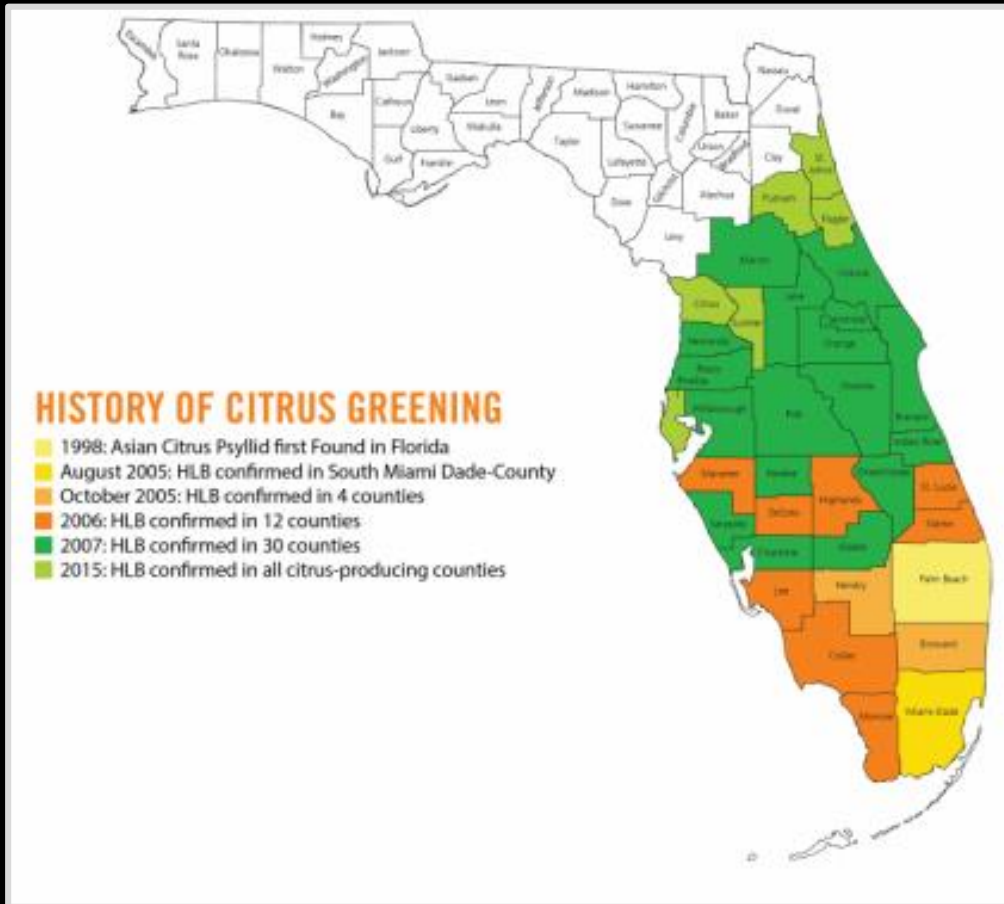 Escambia
Santa
Rosa
Okaloosa
Walton
Holmes
Washington
Jackson
Bay
Calhoun
Gulf
Liberty
Gadsden
Franklin
Leon
Wakulla
Jefferson
Madison
Taylor
Hamilton
Suwannee
Lafayette
Dixie
Columbia
Gilchrist
Baker
Union
Bradford
Alachua
Levy
Nassau
Duval
Clay
St.
Johns
Putnam
Flagler
Marion
Volusia
Citrus
Sumter
Lake
Seminole
Hernando
Orange
Pasco
Pinellas
Hillsborough
Polk
Osceola
Brevard
Indian River
HISTORY OF CITRUS GREENING
1998: Asian Citrus Psyllid first Found in Florida
August 2005: HLB confirmed in South Miami Dade-County
October 2005: HLB confirmed in 4 counties
2006: HLB confirmed in 12 counties
2007: HLB confirmed in 30 counties
2015: HLB confirmed in all citrus-producing counties
Manatee
Hardee
Highlands
Okeechobee
St. Lucie
DeSoto
Martin
Sarasota
Charlotte
Glades
Lee
Hendry
Palm Beach
Collier
Broward
Monroe
Miami-Dade